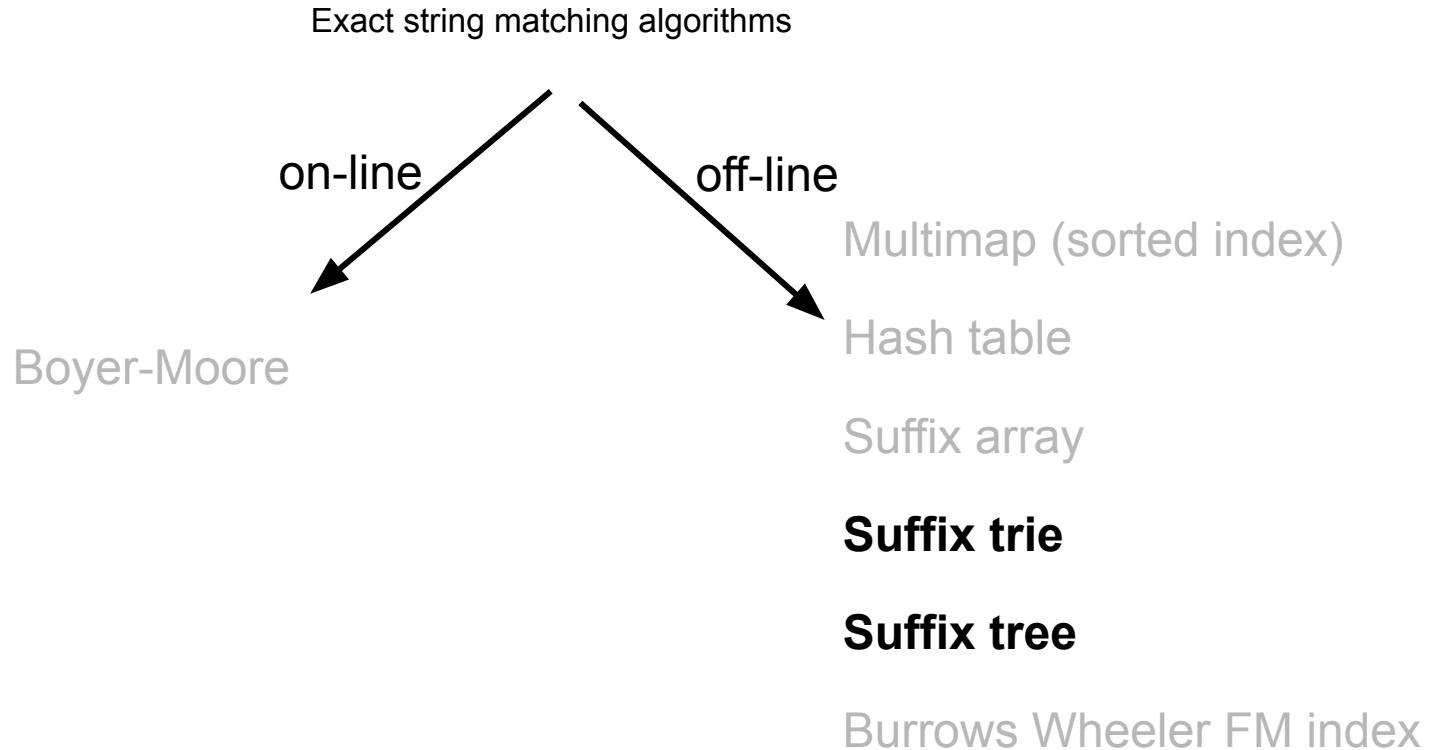 Exact string matching algorithms
on-line
off-line
Multimap (sorted index)
Hash table
Boyer-Moore
Suffix array
Suffix trie
Suffix tree
Burrows Wheeler FM index